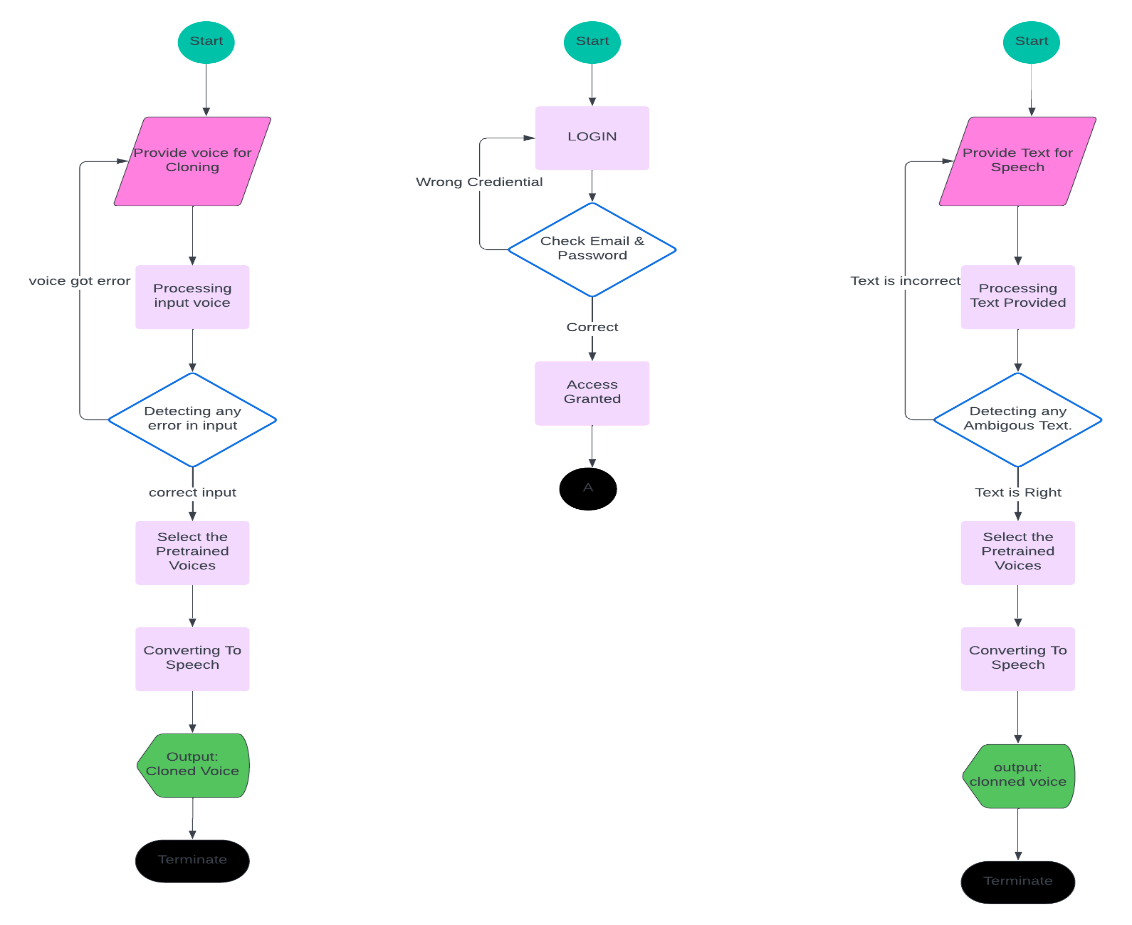 Start
Provide voice for
Cloning
voice got error
Processing
input voice
Detecting any
error in input
correct input
Select the
Pretrained
Voices
Converting To
Speech
Output:
Cloned Voice
Terminate
Start
LOGIN
Wrong Crediential
Check Email &
Password
Correct
Access
Granted
A
Start
Provide Text for
Speech
Text is incorrect
Processing
Text Provided
Detecting any
Ambigous Text.
Text is Right
Select the
Pretrained
Voices
Converting To
Speech
output:
clonned voice
Terminate